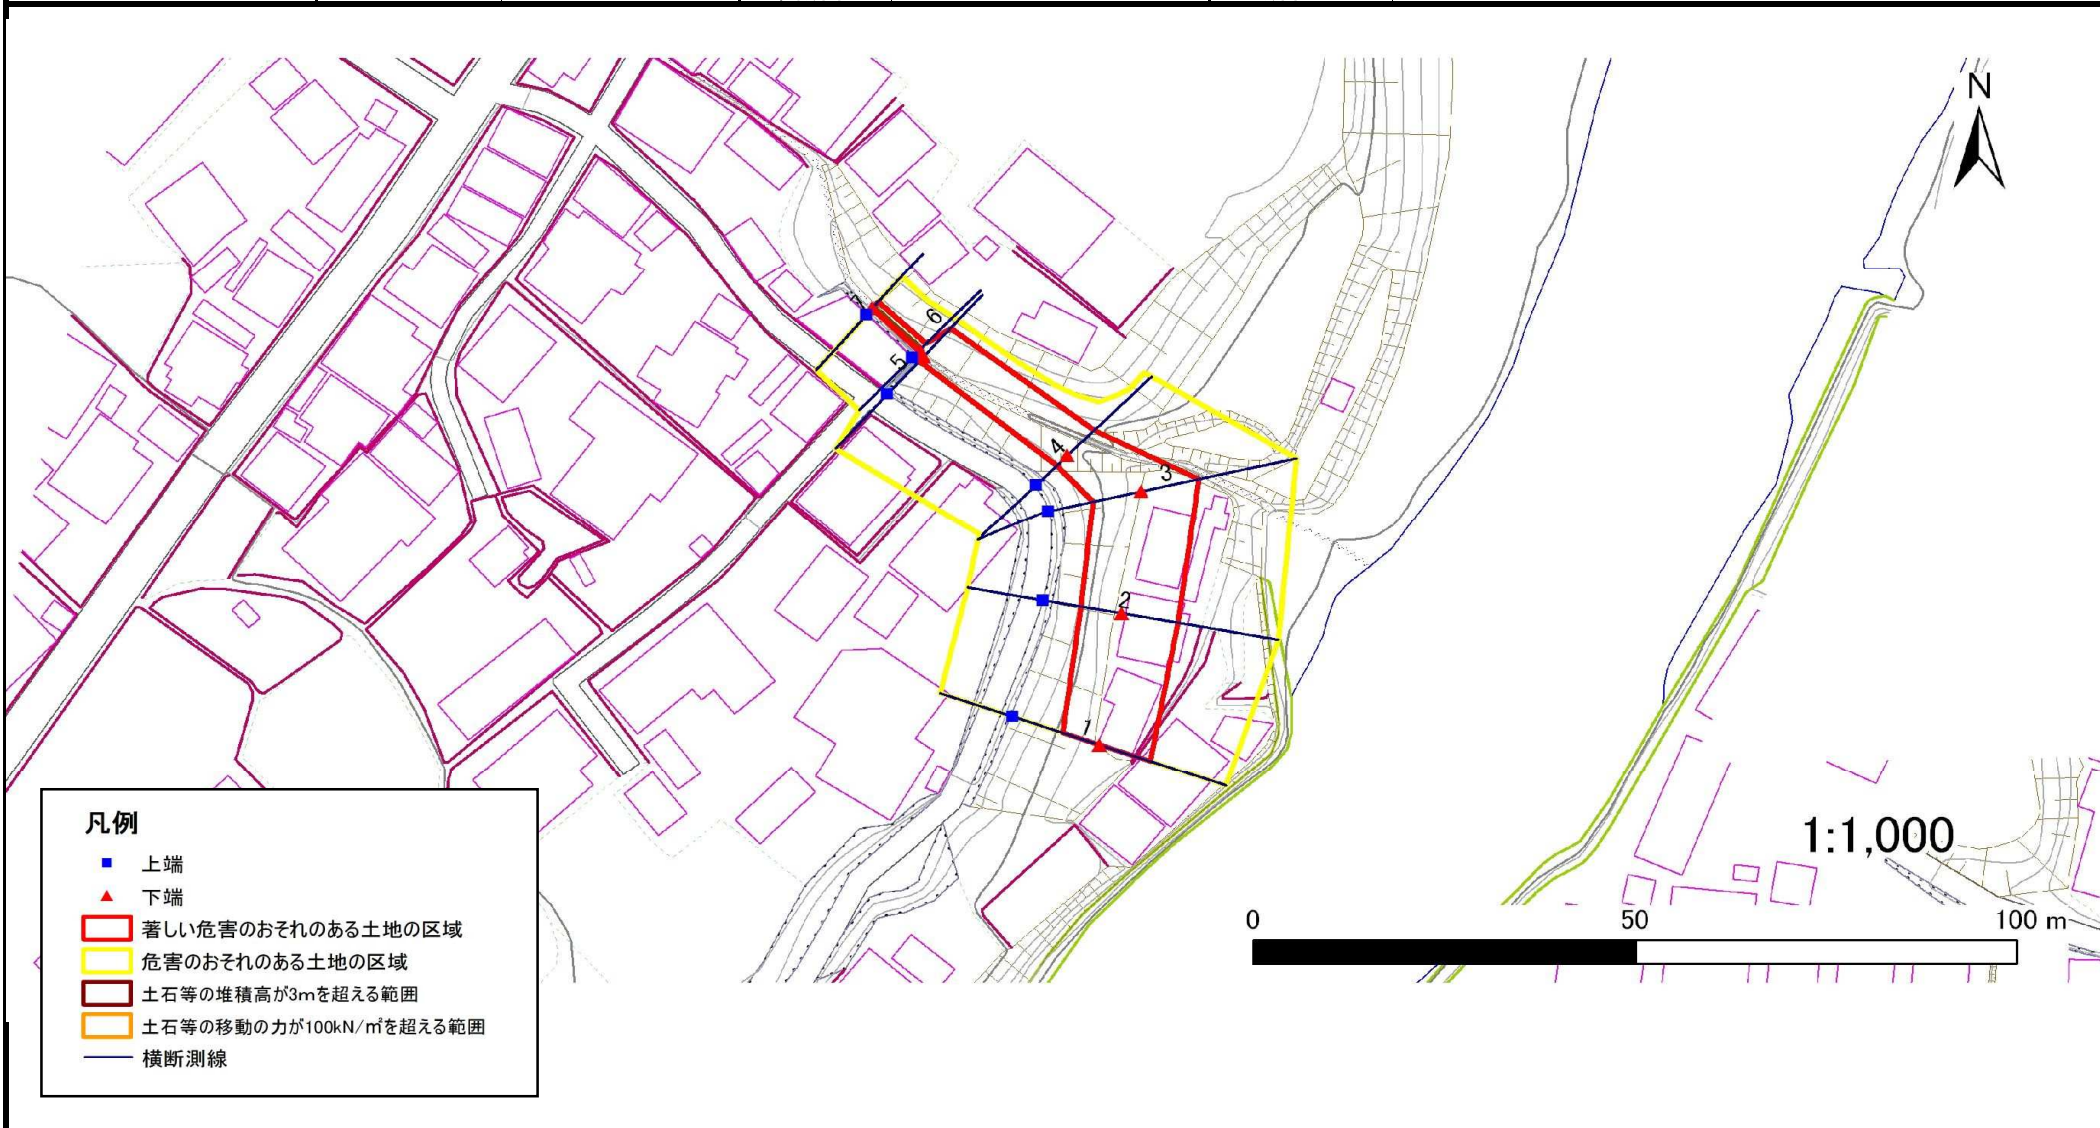 N
7
6
5
4
3
2
1
凡例
上端
下端
著しい危害のおそれのある土地の区域
危害のおそれのある土地の区域
土石等の堆積高が3mを超える範囲
土石等の移動の力が100kN/㎡を超える範囲
横断測線
1:1,000
0 50 100 m